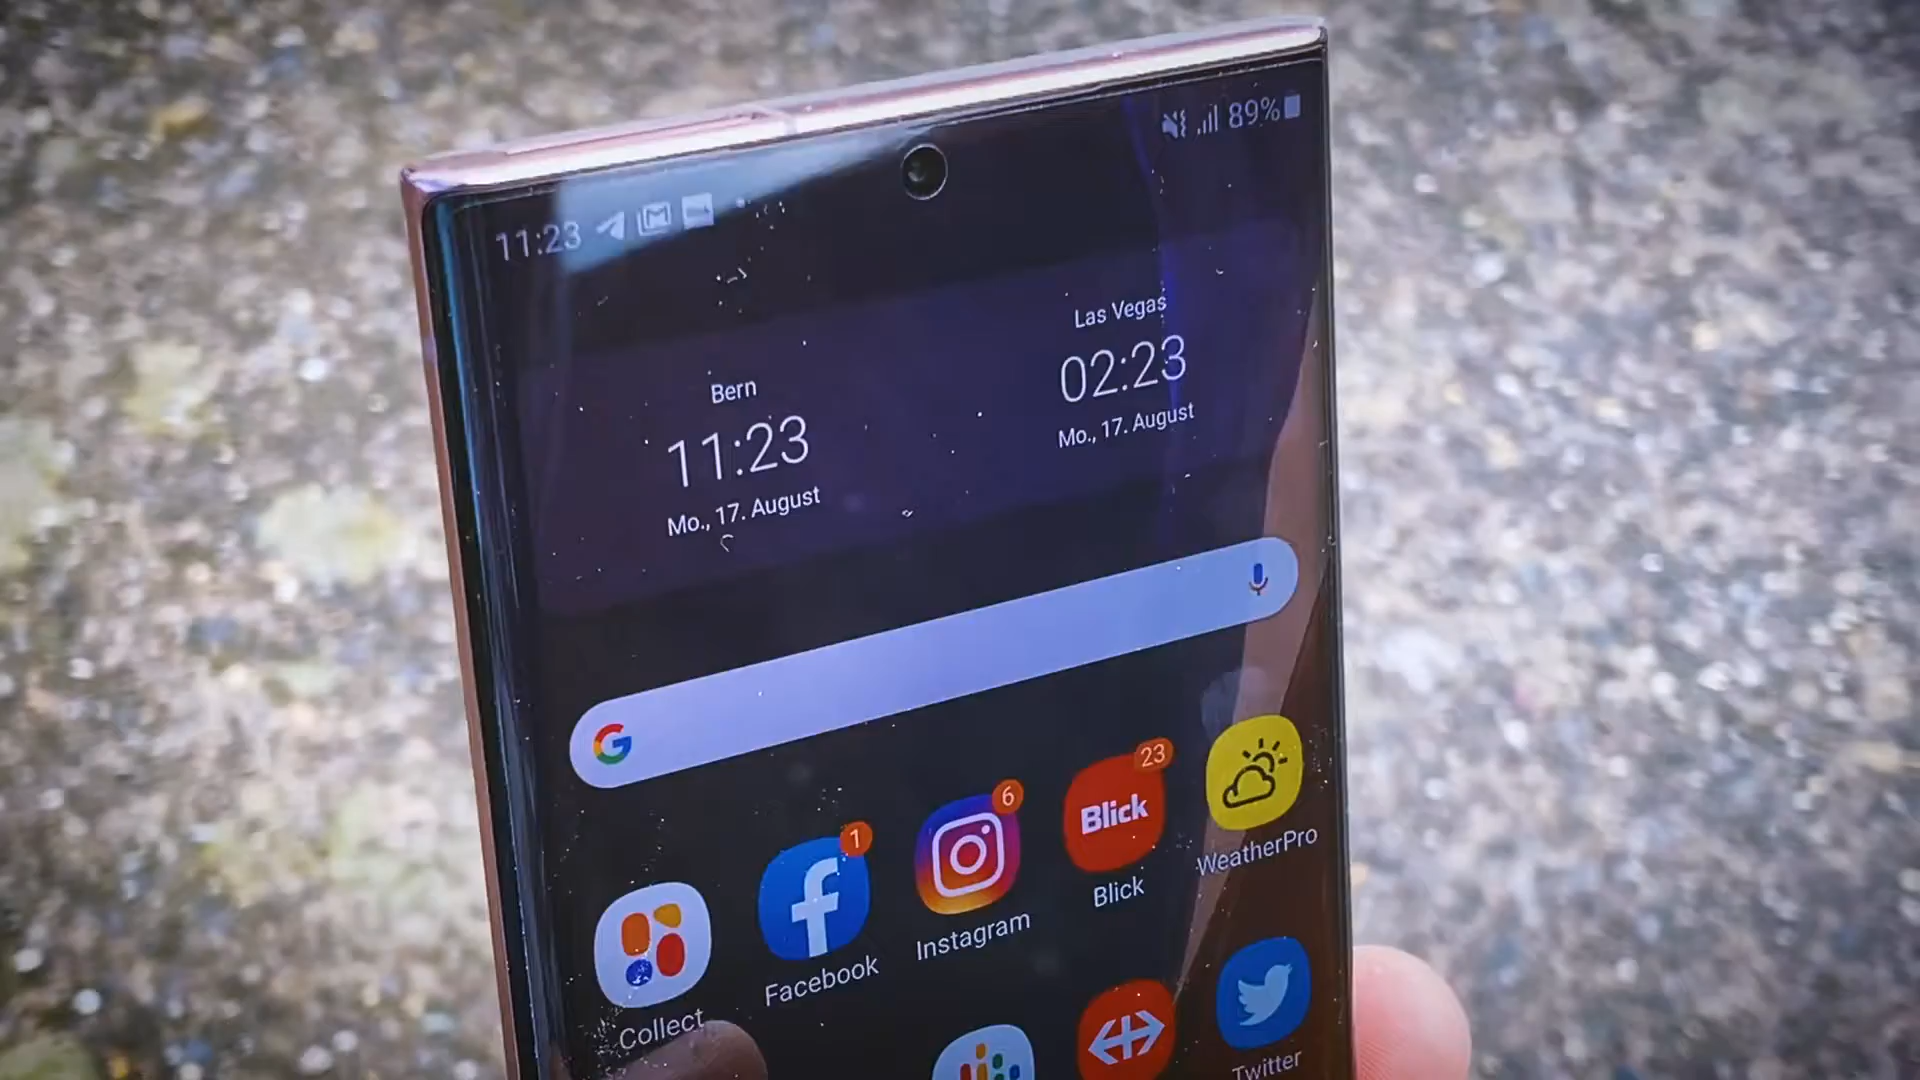 11:23
89%
Bern
11:23
Mo., 17. August
Las Vegas
02:23
Mo., 17. August
1
6
23
Blick
Collect
Facebook
Instagram
Blick
WeatherPro
Twitter